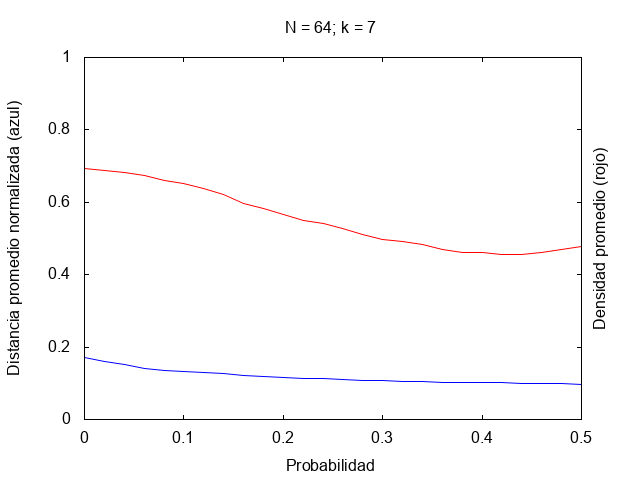 N = 64; k = 7
Distancia promedio normalizada (azul)
1
0.8
0.6
0.4
0.2
0
0 0.1 0.2 0.3 0.4 0.5
Probabilidad
Densidad promedio (rojo)